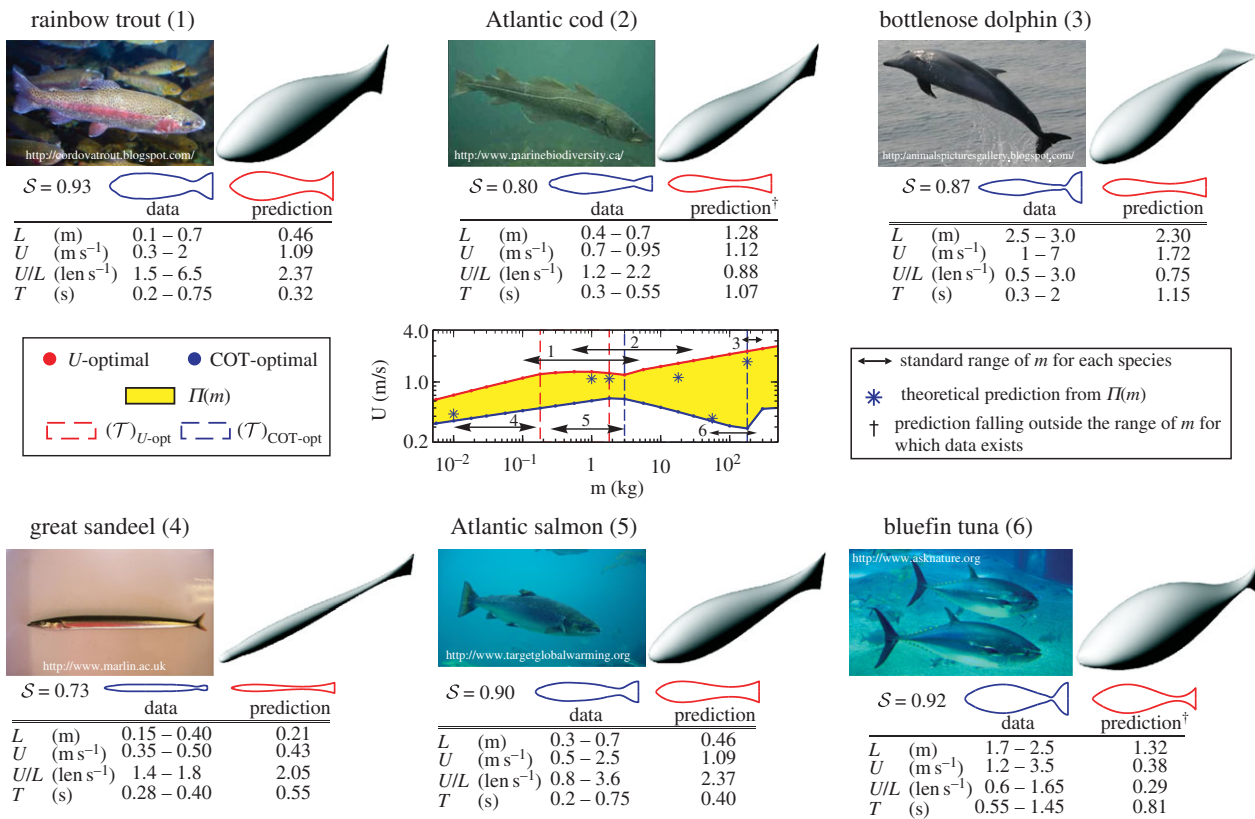 rainbow trout (1)
http://cordovatrout.blogspot.com/
S = 0.93
data prediction
L (m) 0.1 – 0.7 0.46
U (m s⁻¹) 0.3 – 2 1.09
U/L (len s⁻¹) 1.5 – 6.5 2.37
T (s) 0.2 – 0.75 0.32
Atlantic cod (2)
http://www.marinebiodiversity.ca/
S = 0.80
data prediction†
L (m) 0.4 – 0.7 1.28
U (m s⁻¹) 0.7 – 0.95 1.12
U/L (len s⁻¹) 1.2 – 2.2 0.88
T (s) 0.3 – 0.55 1.07
bottlenose dolphin (3)
http://animalspicturesgallery.blogspot.com/
S = 0.87
data prediction
L (m) 2.5 – 3.0 2.30
U (m s⁻¹) 1 – 7 1.72
U/L (len s⁻¹) 0.5 – 3.0 0.75
T (s) 0.3 – 2 1.15
U-optimal COT-optimal
Π(m)
(T)U-opt (T)COT-opt
4.0
1.0
0.2
U (m/s)
1 2 3
4 5 6
10⁻² 10⁻¹ 1 10 10²
m (kg)
standard range of m for each species
theoretical prediction from Π(m)
† prediction falling outside the range of m for
which data exists
great sandeel (4)
http://www.marlin.ac.uk
S = 0.73
data prediction
L (m) 0.15 – 0.40 0.21
U (m s⁻¹) 0.35 – 0.50 0.43
U/L (len s⁻¹) 1.4 – 1.8 2.05
T (s) 0.28 – 0.40 0.55
Atlantic salmon (5)
http://www.targetglobalwarming.org
S = 0.90
data prediction
L (m) 0.3 – 0.7 0.46
U (m s⁻¹) 0.5 – 2.5 1.09
U/L (len s⁻¹) 0.8 – 3.6 2.37
T (s) 0.2 – 0.75 0.40
bluefin tuna (6)
http://www.asknature.org
S = 0.92
data prediction†
L (m) 1.7 – 2.5 1.32
U (m s⁻¹) 1.2 – 3.5 0.38
U/L (len s⁻¹) 0.6 – 1.65 0.29
T (s) 0.55 – 1.45 0.81